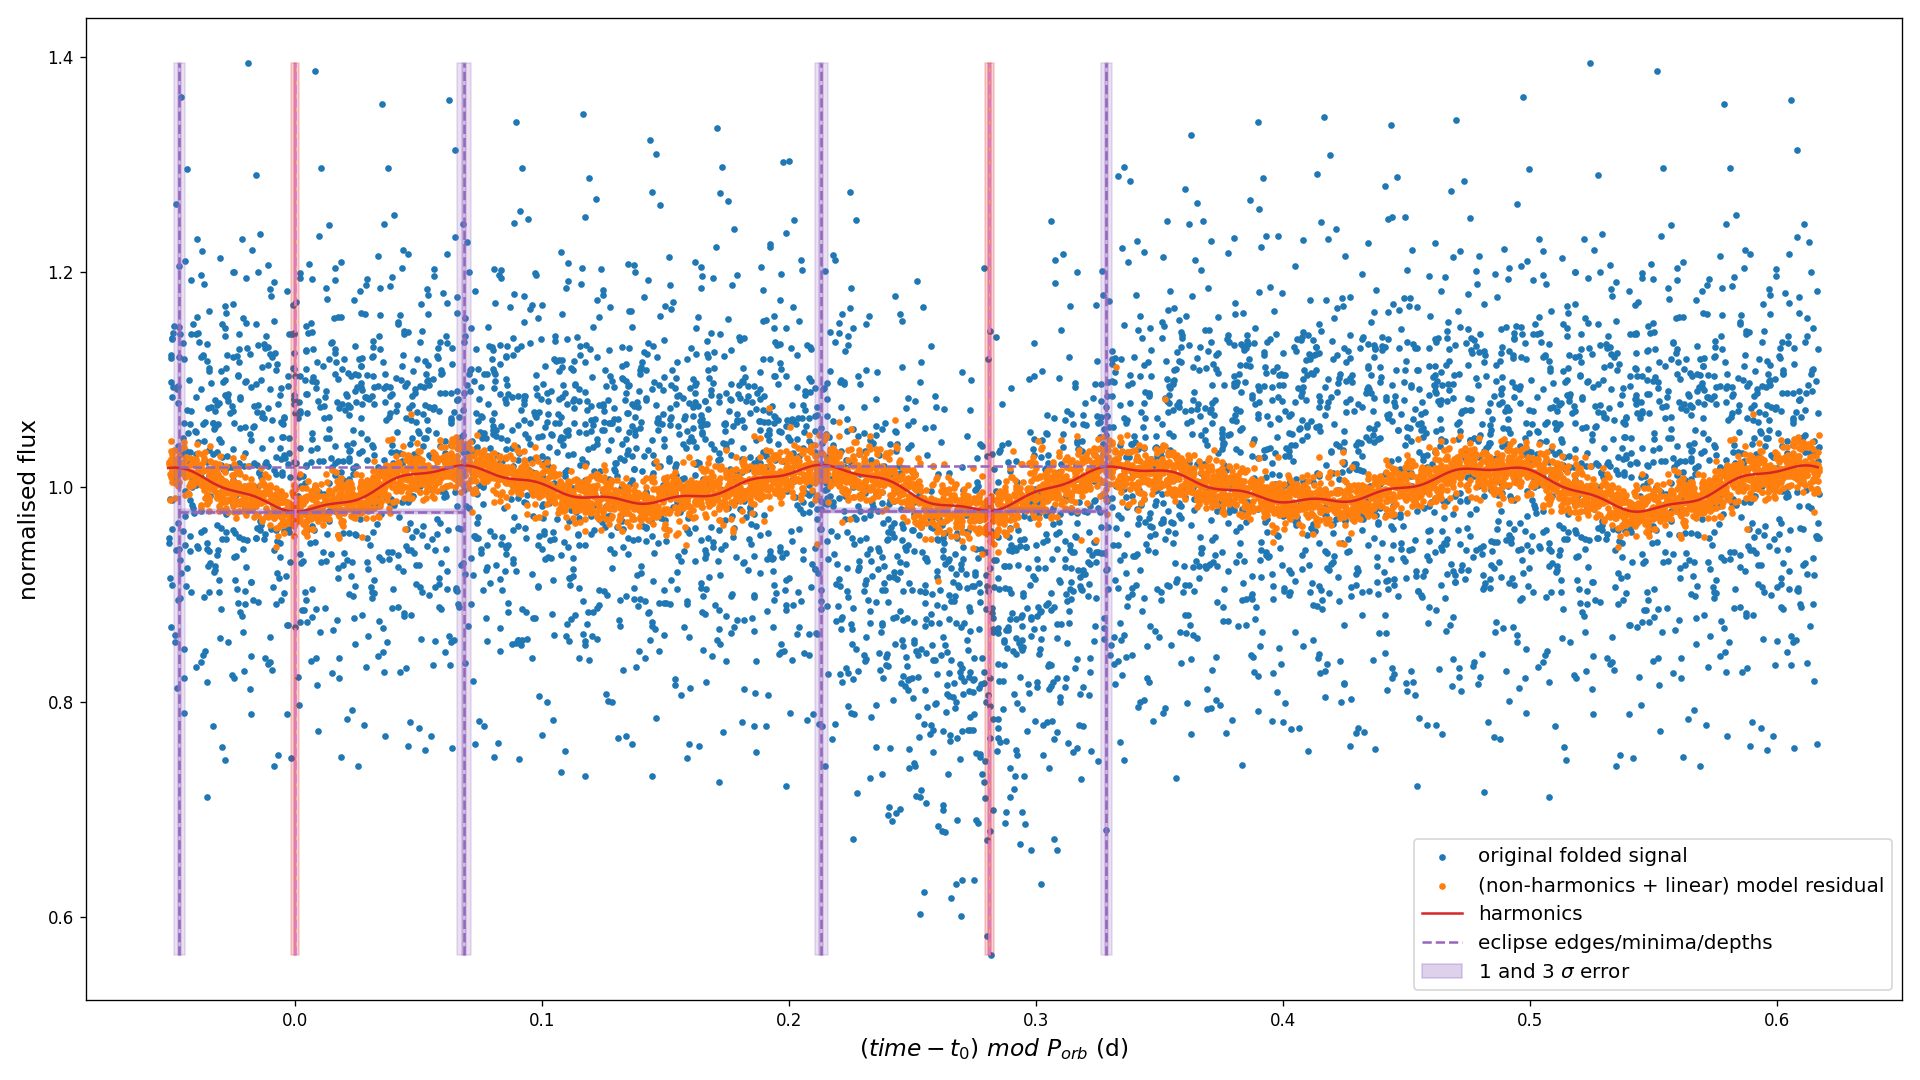 1.4
1.2
1.0
0.8
0.6
normalised flux
0.0 0.1 0.2 0.3 0.4 0.5 0.6
(time − t₀) mod P_orb (d)
original folded signal
(non-harmonics + linear) model residual
harmonics
eclipse edges/minima/depths
1 and 3 σ error